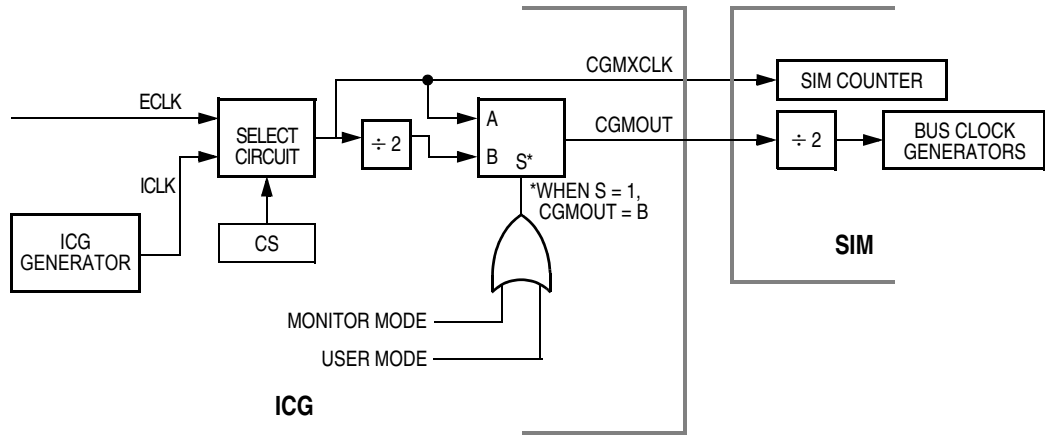 CGMXCLK
SIM COUNTER
ECLK
SELECT
CIRCUIT
A
CGMOUT
÷ 2
B
S*
÷ 2
BUS CLOCK
GENERATORS
ICLK
*WHEN S = 1,
CGMOUT = B
ICG
GENERATOR
CS
SIM
MONITOR MODE
USER MODE
ICG